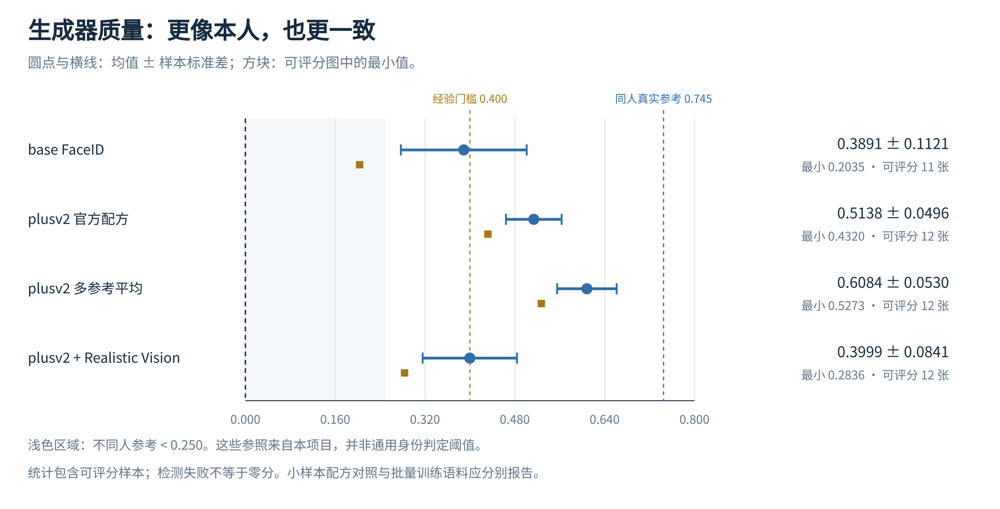 生成器质量：更像本人，也更一致
圆点与横线：均值 ± 样本标准差；方块：可评分图中的最小值。
经验门槛 0.400
同人真实参考 0.745
base FaceID
0.3891 ± 0.1121
最小 0.2035 · 可评分 11 张
plusv2 官方配方
0.5138 ± 0.0496
最小 0.4320 · 可评分 12 张
plusv2 多参考平均
0.6084 ± 0.0530
最小 0.5273 · 可评分 12 张
plusv2 + Realistic Vision
0.3999 ± 0.0841
最小 0.2836 · 可评分 12 张
0.000
0.160
0.320
0.480
0.640
0.800
浅色区域：不同人参考 < 0.250。这些参照来自本项目，并非通用身份判定阈值。
统计包含可评分样本；检测失败不等于零分。小样本配方对照与批量训练语料应分别报告。